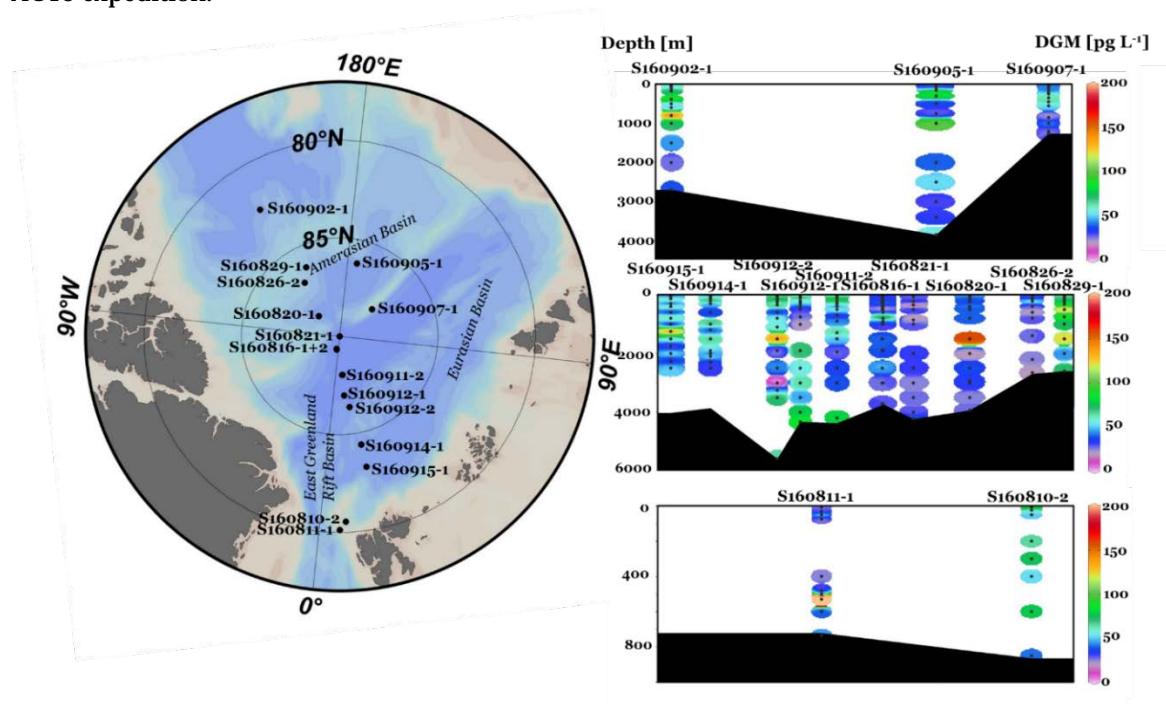 180°E
80°N
S160902-1
85°N
Amerasian Basin
S160829-1
S160905-1
S160826-2
90°W
S160820-1
S160907-1
Eurasian Basin
S160821-1
S160816-1+2
90°E
S160911-2
S160912-1
S160912-2
East Greenland
Rift Basin
S160914-1
S160915-1
S160810-2
S160811-1
0°
Depth [m]
DGM [pg L-1]
S160902-1
S160905-1
S160907-1
0
1000
2000
3000
4000
200
150
100
50
0
S160915-1
S160914-1
S160912-2
S160912-1
S160911-2
S160816-1
S160821-1
S160820-1
S160826-2
S160829-1
0
2000
4000
6000
200
150
100
50
0
S160811-1
S160810-2
0
400
800
200
150
100
50
0